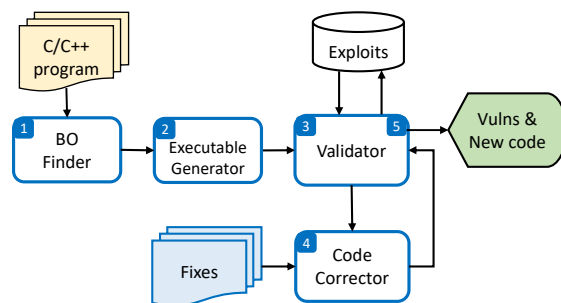 C/C++
program
Exploits
1
BO
Finder
2
Executable
Generator
3
5
Validator
Vulns &
New code
Fixes
4
Code
Corrector